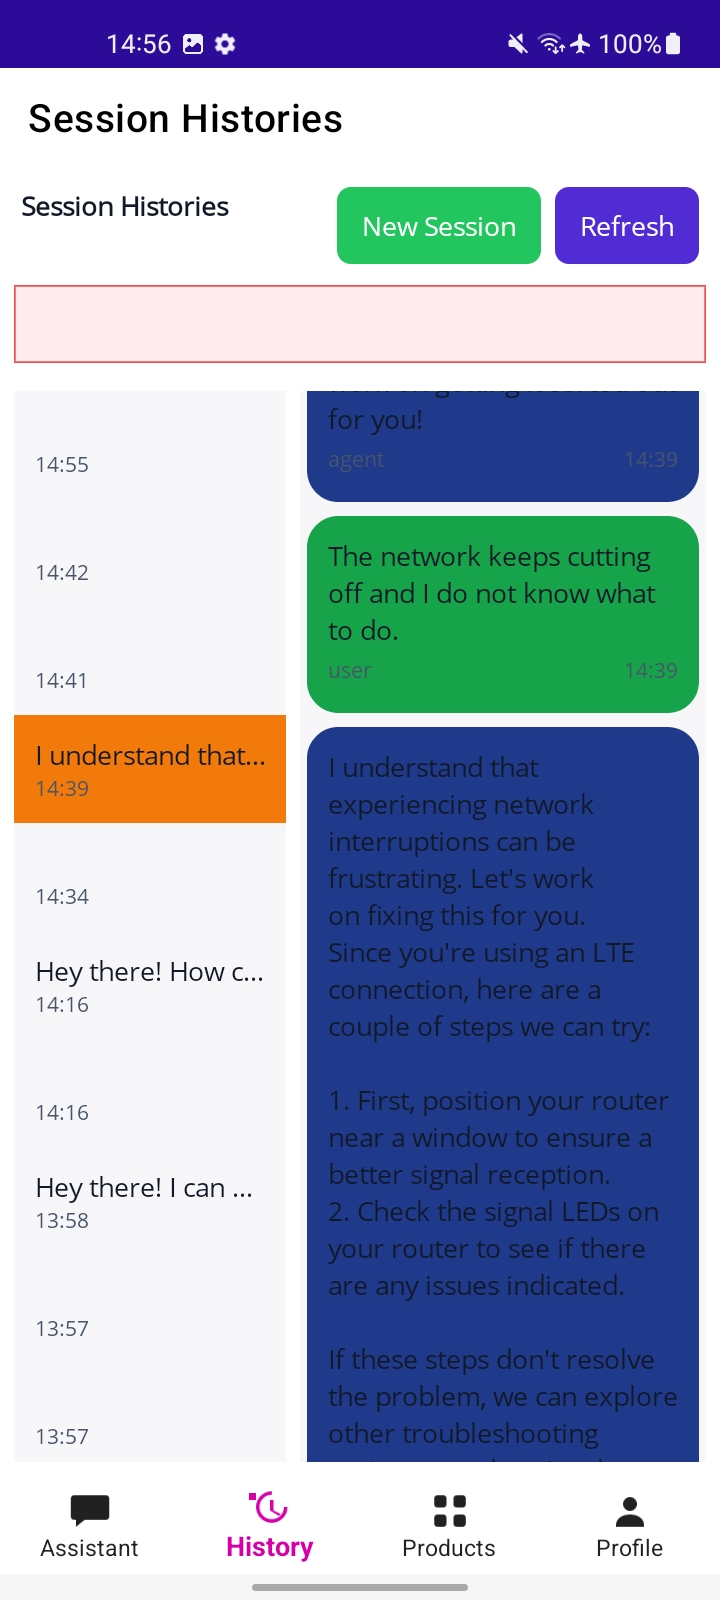 14:56
100%
Session Histories
Session Histories
New Session
Refresh
14:55
14:42
14:41
I understand that...
14:39
14:34
Hey there! How c...
14:16
14:16
Hey there! I can ...
13:58
13:57
13:57
for you!
agent
14:39
The network keeps cutting
off and I do not know what
to do.
user
14:39
I understand that
experiencing network
interruptions can be
frustrating. Let's work
on fixing this for you.
Since you're using an LTE
connection, here are a
couple of steps we can try:
1. First, position your router
near a window to ensure a
better signal reception.
2. Check the signal LEDs on
your router to see if there
are any issues indicated.
If these steps don't resolve
the problem, we can explore
other troubleshooting
Assistant
History
Products
Profile